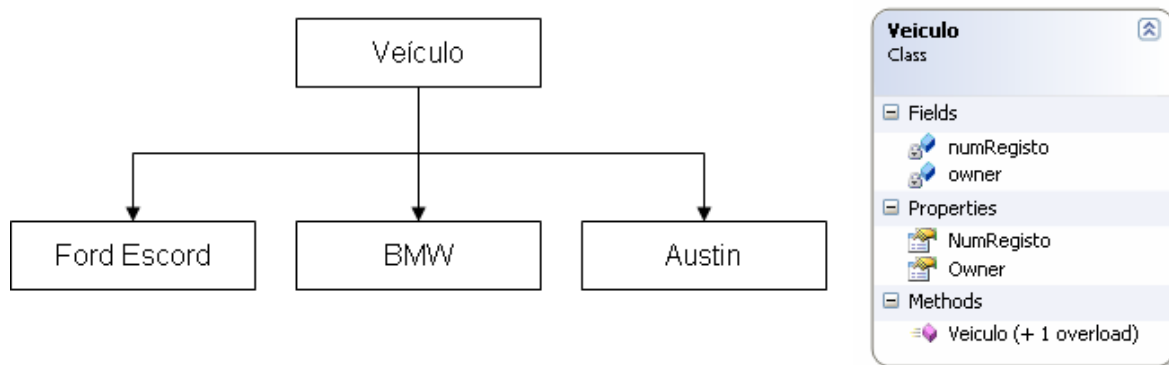 Veículo
Ford Escord
BMW
Austin
Veiculo
Class
Fields
numRegisto
owner
Properties
NumRegisto
Owner
Methods
Veiculo (+ 1 overload)